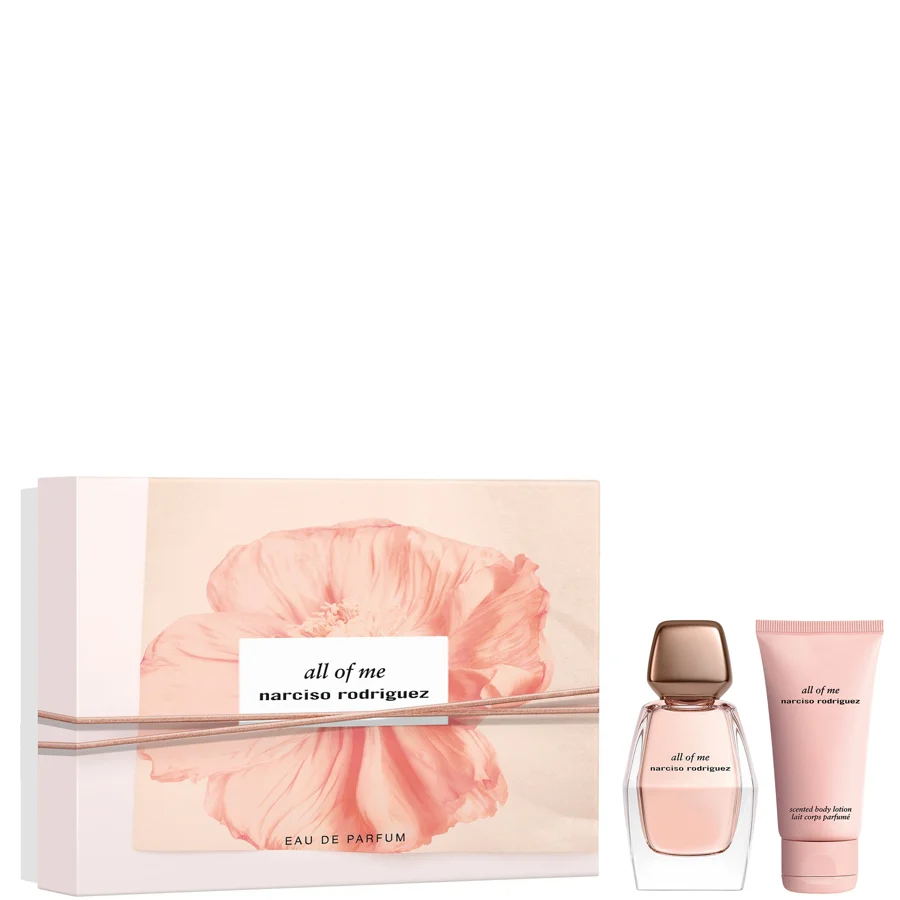 all of me
narciso rodriguez
EAU DE PARFUM
all of me
narciso rodriguez
all of me
narciso rodriguez
scented body lotion
lait corps parfumé